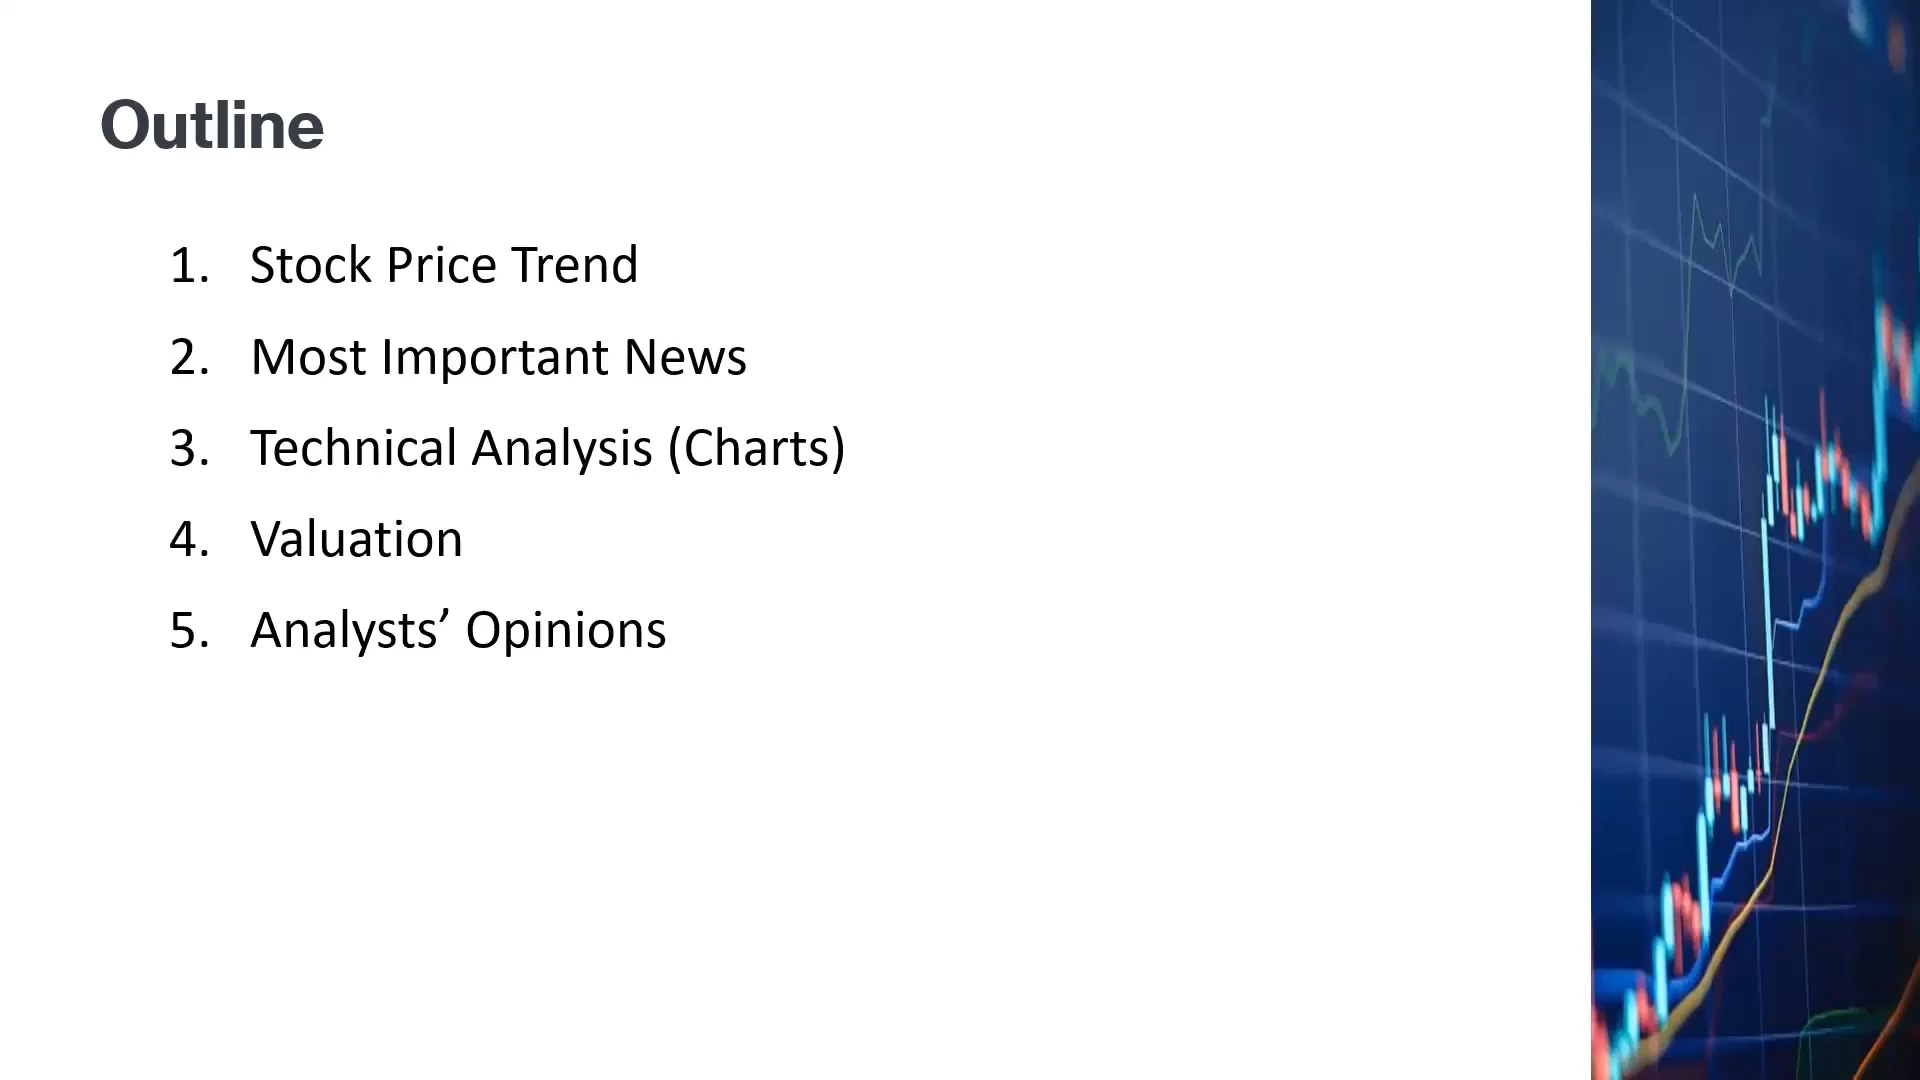 Outline
1. Stock Price Trend
2. Most Important News
3. Technical Analysis (Charts)
4. Valuation
5. Analysts’ Opinions